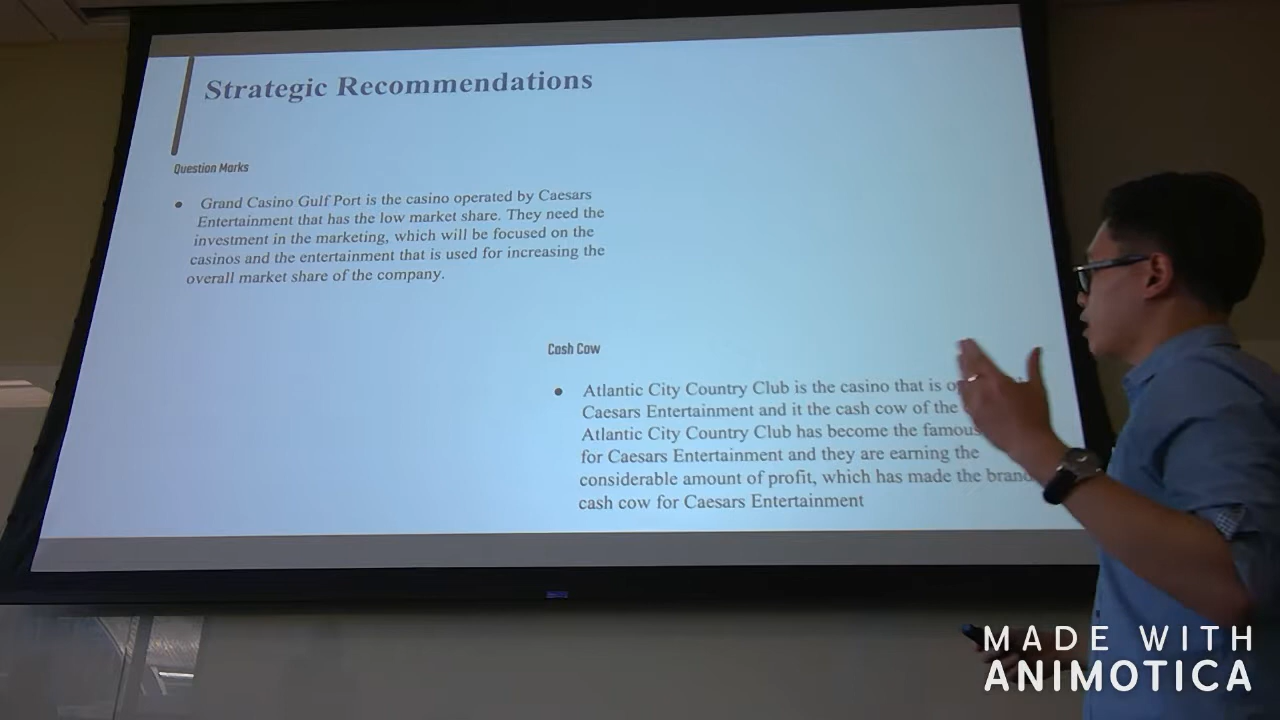 Strategic Recommendations
Question Marks
Grand Casino Gulf Port is the casino operated by Caesars
Entertainment that has the low market share. They need the
investment in the marketing, which will be focused on the
casinos and the entertainment that is used for increasing the
overall market share of the company.
Cash Cow
Atlantic City Country Club is the casino that is
Caesars Entertainment and it the cash cow of the
Atlantic City Country Club has become the famous
for Caesars Entertainment and they are earning the
considerable amount of profit, which has made the brand
cash cow for Caesars Entertainment
MADE WITH
ANIMOTICA